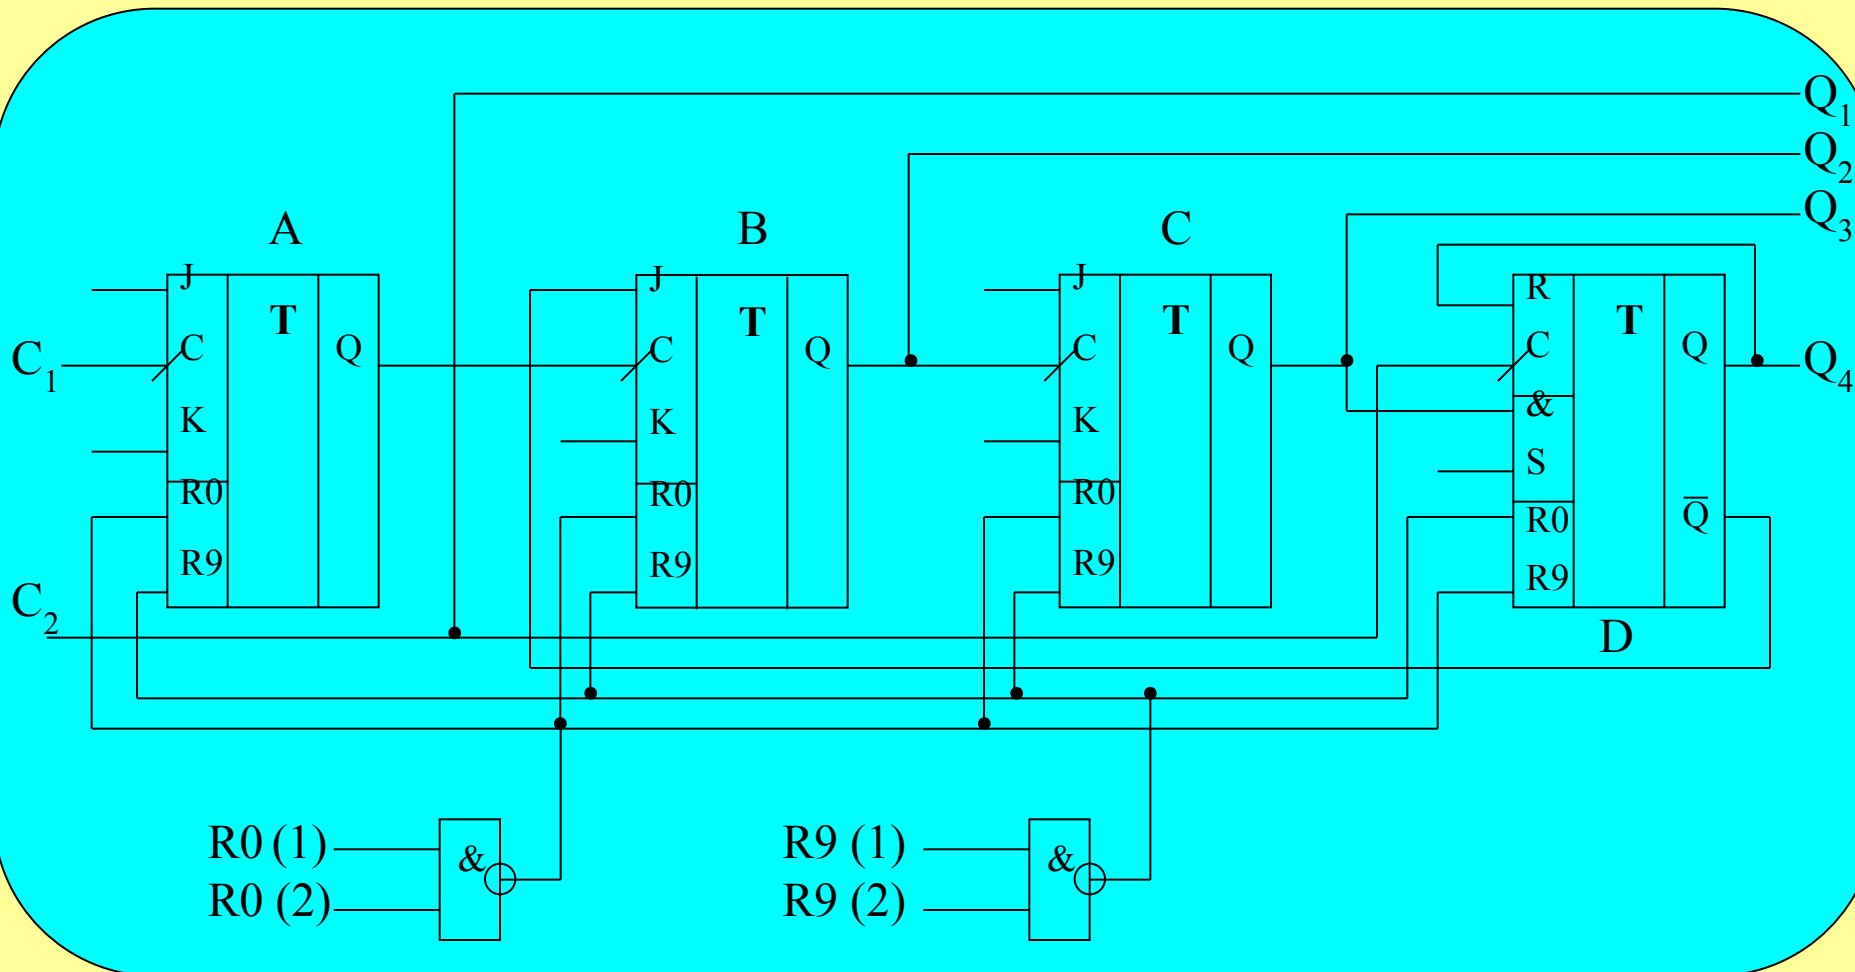 Q1
Q2
Q3
A
B
C
J
T
C
Q
K
R0
R9
J
T
C
Q
K
R0
R9
J
T
C
Q
K
R0
R9
R
T
C
Q
&
S
Q̅
R0
R9
D
C1
C2
Q4
R0 (1)
R0 (2)
&
R9 (1)
R9 (2)
&